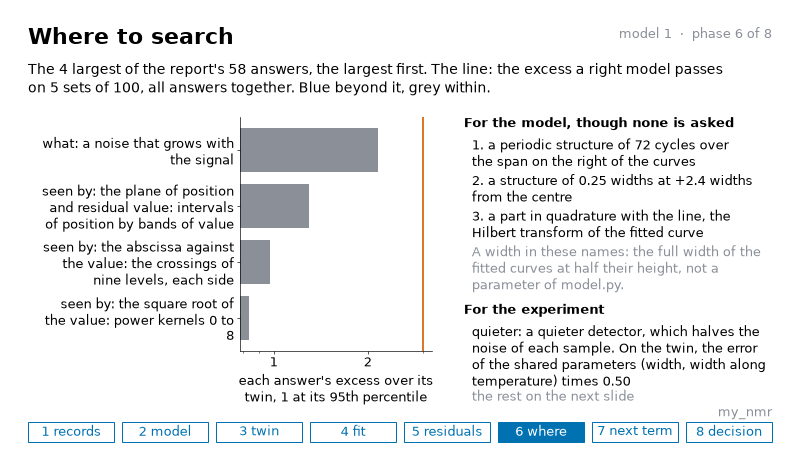 Where to search
model 1 · phase 6 of 8
The 4 largest of the report's 58 answers, the largest first. The line: the excess a right model passes
on 5 sets of 100, all answers together. Blue beyond it, grey within.
what: a noise that grows with
the signal
seen by: the plane of position
and residual value: intervals
of position by bands of value
seen by: the abscissa against
the value: the crossings of
nine levels, each side
seen by: the square root of
the value: power kernels 0 to
8
1
2
each answer's excess over its
twin, 1 at its 95th percentile
For the model, though none is asked
1. a periodic structure of 72 cycles over
the span on the right of the curves
2. a structure of 0.25 widths at +2.4 widths
from the centre
3. a part in quadrature with the line, the
Hilbert transform of the fitted curve
A width in these names: the full width of the
fitted curves at half their height, not a
parameter of model.py.
For the experiment
quieter: a quieter detector, which halves the
noise of each sample. On the twin, the error
of the shared parameters (width, width along
temperature) times 0.50
the rest on the next slide
my_nmr
1 records
2 model
3 twin
4 fit
5 residuals
6 where
7 next term
8 decision